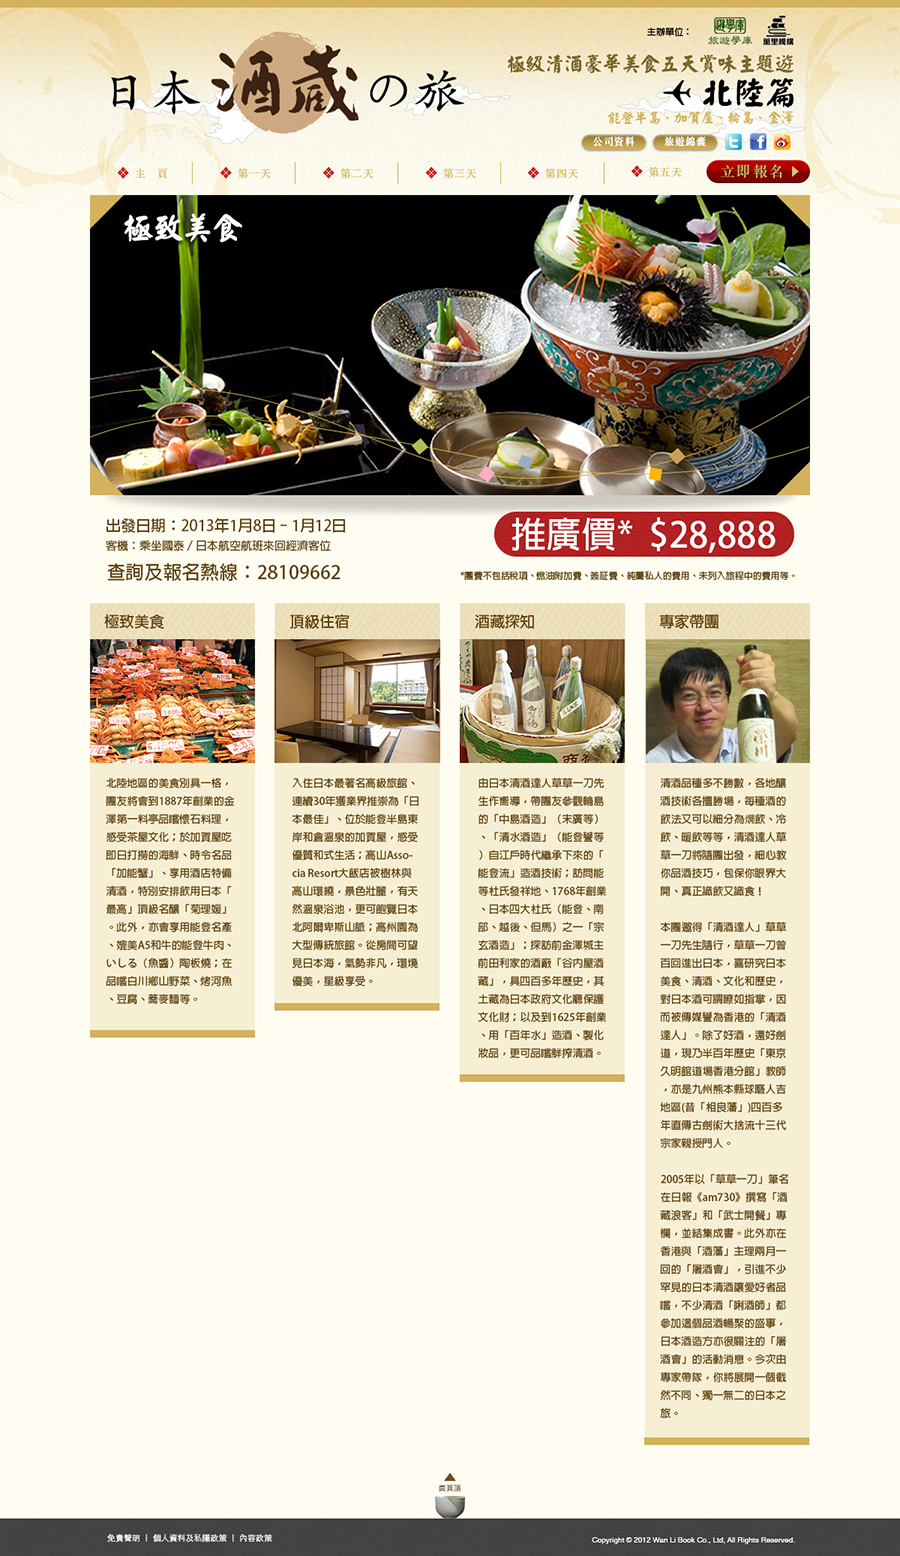 主辦單位：
遊學庫
旅遊學庫
萬里機構
日本酒蔵の旅
極級清酒豪華美食五天賞味主題遊
北陸篇
能登半島、加賀屋、輪島、金澤
公司資料
旅遊錦囊
主 頁
第一天
第二天
第三天
第四天
第五天
立即報名
極致美食
出發日期：2013年1月8日 - 1月12日
客機：乘坐國泰 / 日本航空航班來回經濟客位
查詢及報名熱線：28109662
推廣價* $28,888
*團費不包括稅項、燃油附加費、簽証費、純屬私人的費用、未列入旅程中的費用等。
極致美食
北陸地區的美食別具一格，
團友將會到1887年創業的金
澤第一料亭品嚐懷石料理，
感受茶屋文化；於加賀屋吃
即日打撈的海鮮、時令名品
「加能蟹」、享用酒店特備
清酒，特別安排飲用日本「
最高」頂級名釀「菊理媛」
。此外，亦會享用能登名產
、媲美A5和牛的能登牛肉、
いしる（魚醬）陶板燒；在
品嚐白川鄉山野菜、烤河魚
、豆腐、蕎麥麵等。
頂級住宿
入住日本最著名高級旅館、
連續30年獲業界推崇為「日
本最佳」、位於能登半島東
岸和倉溫泉的加賀屋，感受
優質和式生活；高山Asso-
cia Resort大飯店被樹林與
高山環繞，景色壯麗，有天
然溫泉浴池，更可飽覽日本
北阿爾卑斯山脈；高州園為
大型傳統旅館。從房間可望
見日本海，氣勢非凡，環境
優美，星級享受。
酒藏探知
由日本清酒達人草草一刀先
生作嚮導，帶團友參觀輪島
的「中島酒造」（末廣等）
、「清水酒造」（能登譽等
）自江戶時代繼承下來的「
能登流」造酒技術；訪問能
等杜氏發祥地、1768年創業
、日本四大杜氏（能登、南
部、越後、但馬）之一「宗
玄酒造」；探訪前金澤城主
前田利家的酒廠「谷內屋酒
藏」，具四百多年歷史，其
土藏為日本政府文化廳保護
文化財；以及到1625年創業
、用「百年水」造酒、製化
妝品，更可品嚐鮮搾清酒。
專家帶團
清酒品種多不勝數，各地釀
酒技術各擅勝場，每種酒的
飲法又可以細分為燗飲、冷
飲、暖飲等等，清酒達人草
草一刀將隨團出發，細心教
你品酒技巧，包保你眼界大
開、真正識飲又識食！
本團邀得「清酒達人」草草
一刀先生隨行，草草一刀曾
百回進出日本，喜研究日本
美食、清酒、文化和歷史，
對日本酒可謂瞭如指掌，因
而被傳媒譽為香港的「清酒
達人」。除了好酒，還好劍
道，現乃半百年歷史「東京
久明館道場香港分館」教師
，亦是九州熊本縣球磨人吉
地區(昔「相良藩」)四百多
年直傳古劍術大捨流十三代
宗家親授門人。
2005年以「草草一刀」筆名
在日報《am730》撰寫「酒
藏浪客」和「武士開餐」專
欄，並結集成書。此外亦在
香港與「酒藩」主理兩月一
回的「屠酒會」，引進不少
罕見的日本清酒讓愛好者品
嚐，不少清酒「唎酒師」都
參加這個品酒暢聚的盛事，
日本酒造方亦很關注的「屠
酒會」的活動消息。今次由
專家帶隊，你將展開一個截
然不同、獨一無二的日本之
旅。
回頁頂
免責聲明 | 個人資料及私隱政策 | 內容政策
Copyright © 2012 Wan Li Book Co., Ltd, All Rights Reserved.